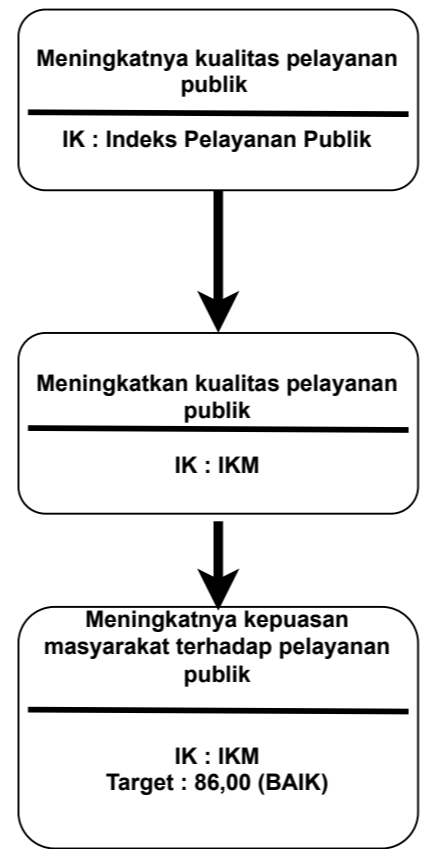 Meningkatnya kualitas pelayanan
publik
IK : Indeks Pelayanan Publik
Meningkatkan kualitas pelayanan
publik
IK : IKM
Meningkatnya kepuasan
masyarakat terhadap pelayanan
publik
IK : IKM
Target : 86,00 (BAIK)